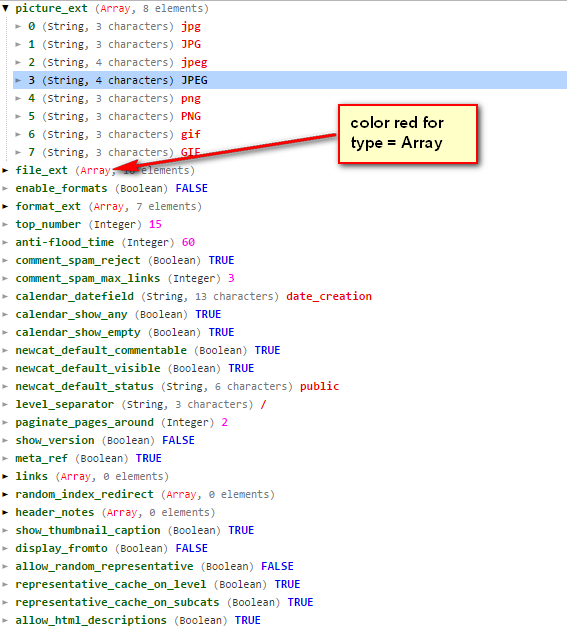 ▼ picture_ext (Array, 8 elements)
► 0 (String, 3 characters) jpg
► 1 (String, 3 characters) JPG
► 2 (String, 4 characters) jpeg
► 3 (String, 4 characters) JPEG
► 4 (String, 3 characters) png
► 5 (String, 3 characters) PNG
► 6 (String, 3 characters) gif
► 7 (String, 3 characters) GIF
color red for
type = Array
► file_ext (Array, elements)
► enable_formats (Boolean) FALSE
► format_ext (Array, 7 elements)
► top_number (Integer) 15
► anti-flood_time (Integer) 60
► comment_spam_reject (Boolean) TRUE
► comment_spam_max_links (Integer) 3
► calendar_datefield (String, 13 characters) date_creation
► calendar_show_any (Boolean) TRUE
► calendar_show_empty (Boolean) TRUE
► newcat_default_commentable (Boolean) TRUE
► newcat_default_visible (Boolean) TRUE
► newcat_default_status (String, 6 characters) public
► level_separator (String, 3 characters) /
► paginate_pages_around (Integer) 2
► show_version (Boolean) FALSE
► meta_ref (Boolean) TRUE
► links (Array, 0 elements)
► random_index_redirect (Array, 0 elements)
► header_notes (Array, 0 elements)
► show_thumbnail_caption (Boolean) TRUE
► display_fromto (Boolean) FALSE
► allow_random_representative (Boolean) FALSE
► representative_cache_on_level (Boolean) TRUE
► representative_cache_on_subcats (Boolean) TRUE
► allow_html_descriptions (Boolean) TRUE